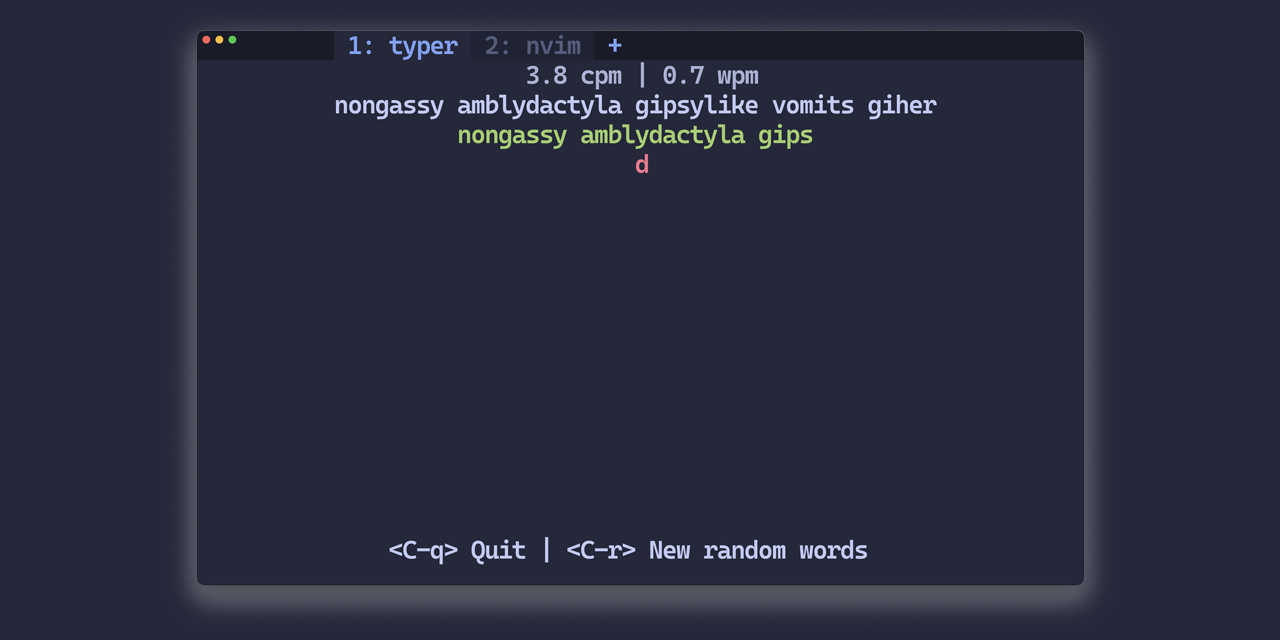 1: typer 2: nvim +
3.8 cpm | 0.7 wpm
nongassy amblydactyla gipsylike vomits giher
nongassy amblydactyla gips
d
<C-q> Quit | <C-r> New random words